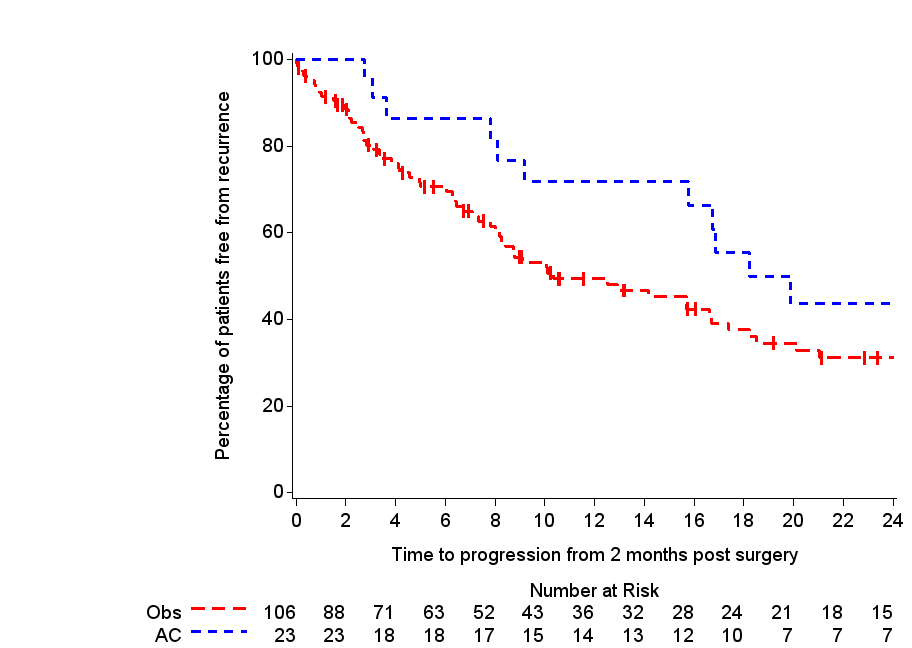 Percentage of patients free from recurrence
100
80
60
40
20
0
0 2 4 6 8 10 12 14 16 18 20 22 24
Time to progression from 2 months post surgery
Number at Risk
Obs 106 88 71 63 52 43 36 32 28 24 21 18 15
AC 23 23 18 18 17 15 14 13 12 10 7 7 7